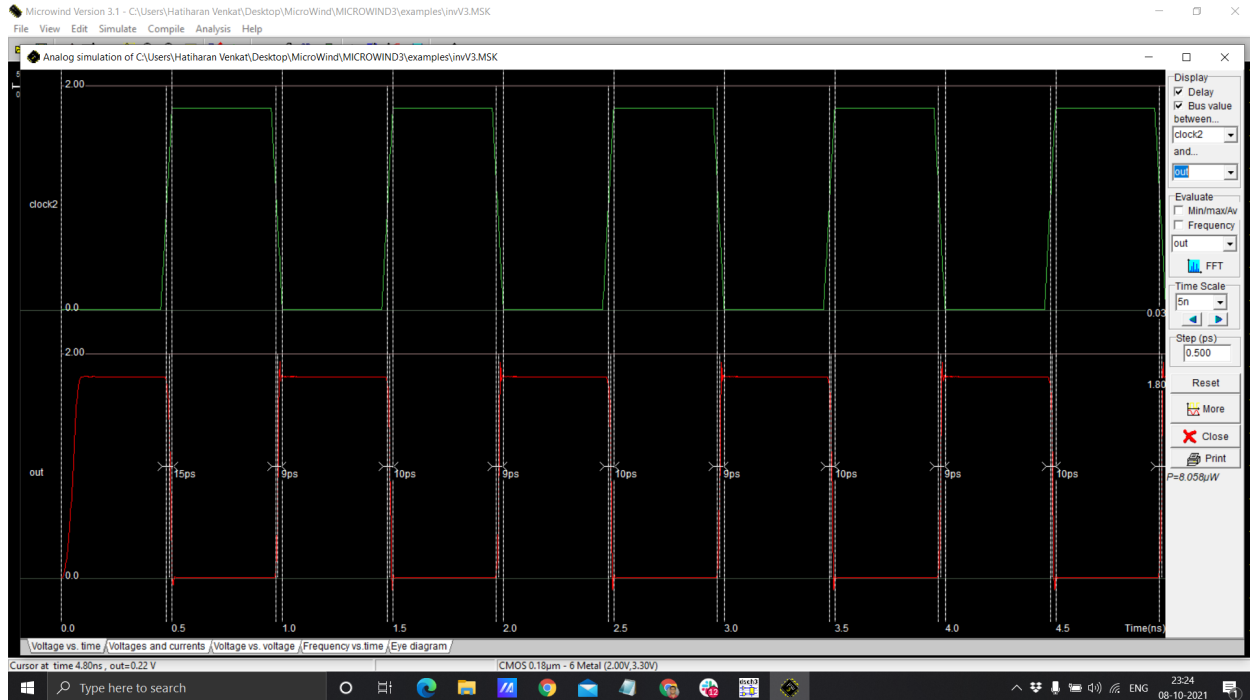 Microwind Version 3.1 - C:\Users\Hatiharan Venkat\Desktop\MicroWind\MICROWIND3\examples\invV3.MSK
File View Edit Simulate Compile Analysis Help
Analog simulation of C:\Users\Hatiharan Venkat\Desktop\MicroWind\MICROWIND3\examples\invV3.MSK
2.00
clock2
0.0
0.03
2.00
1.80
out
15ps 9ps 10ps 9ps 10ps 9ps 10ps 9ps 10ps
0.0
0.0 0.5 1.0 1.5 2.0 2.5 3.0 3.5 4.0 4.5 Time(ns)
Display
Delay
Bus value
between...
clock2
and...
out
Evaluate
Min/max/Av
Frequency
out
FFT
Time Scale
5n
Step (ps)
0.500
Reset
More
Close
Print
P=8.058µW
Voltage vs. time Voltages and currents Voltage vs. voltage Frequency vs.time Eye diagram
Cursor at time 4.80ns , out=0.22 V CMOS 0.18µm - 6 Metal (2.00V,3.30V)
Type here to search
12
dsch3
ENG
23:24
08-10-2021